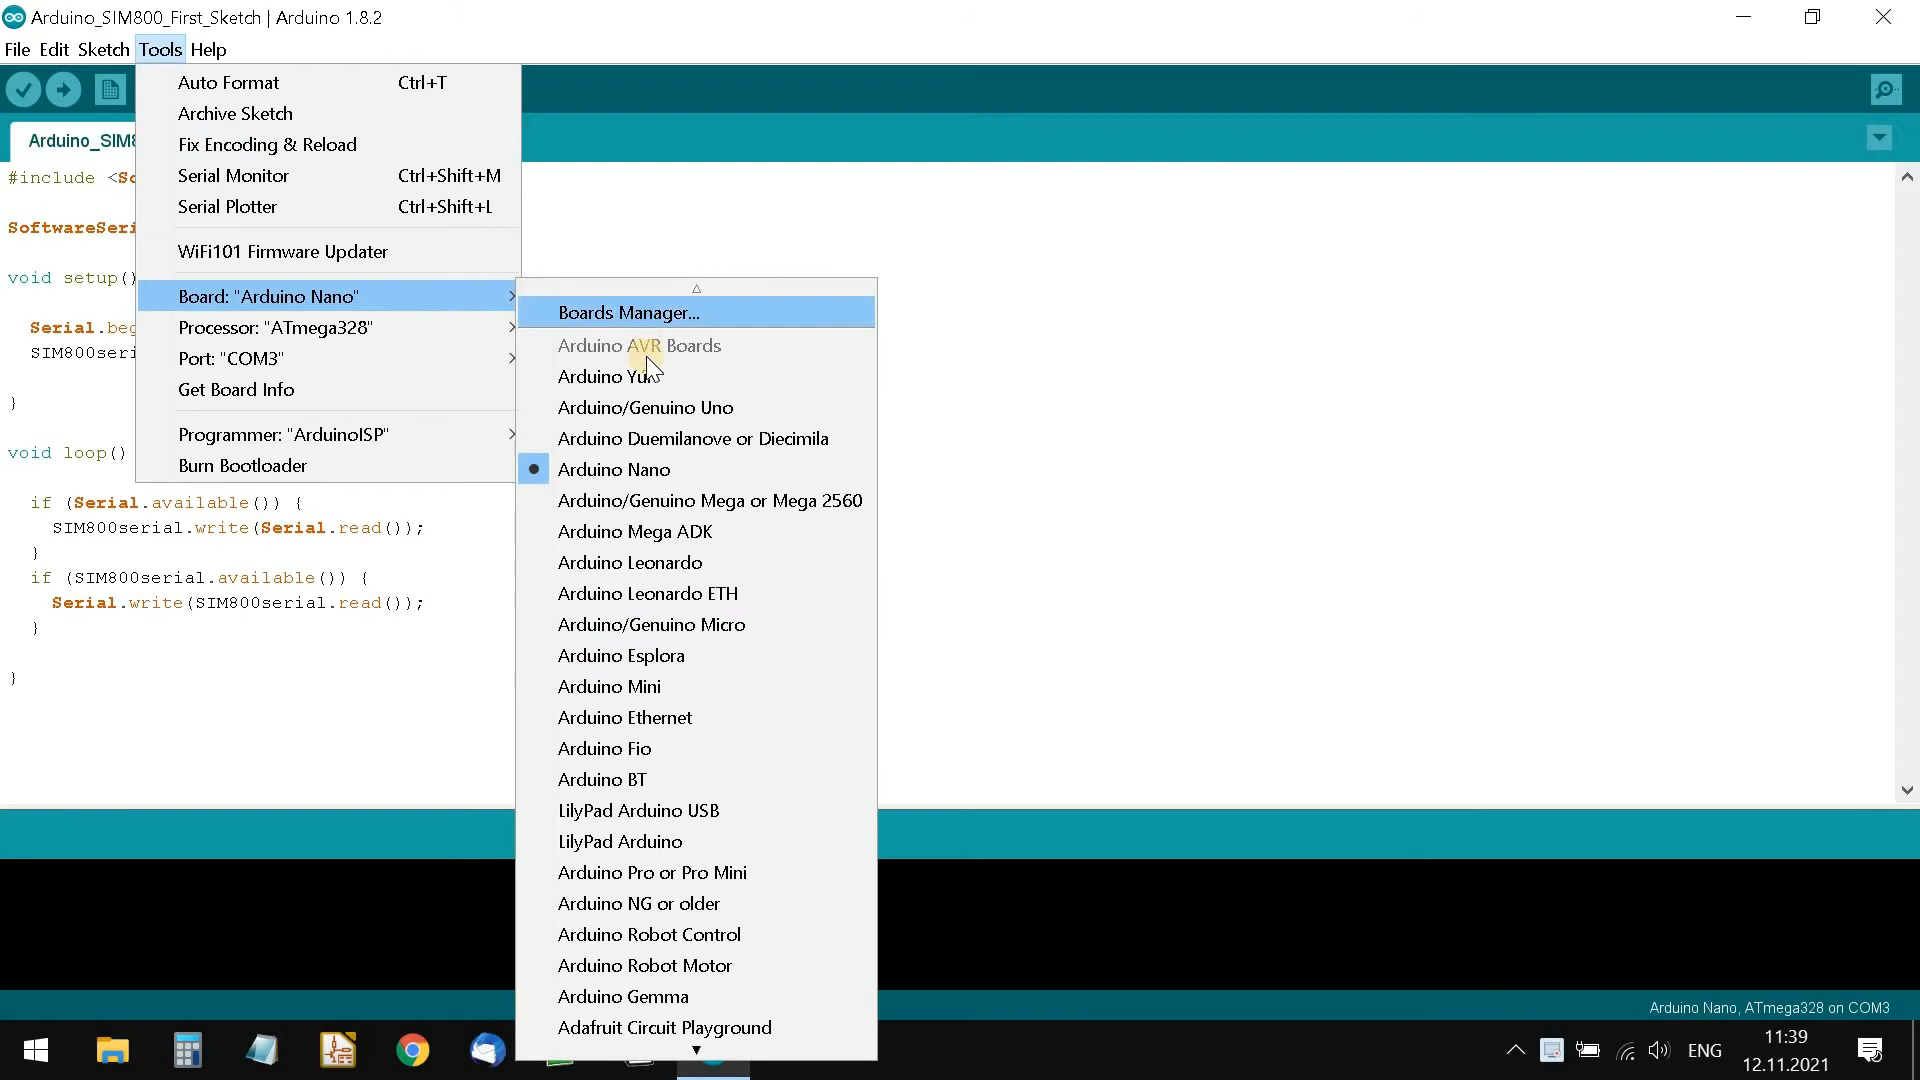 Arduino_SIM800_First_Sketch | Arduino 1.8.2
File Edit Sketch Tools Help
Auto Format Ctrl+T
Archive Sketch
Fix Encoding & Reload
Serial Monitor Ctrl+Shift+M
Serial Plotter Ctrl+Shift+L
WiFi101 Firmware Updater
Board: "Arduino Nano"
Processor: "ATmega328"
Port: "COM3"
Get Board Info
Programmer: "ArduinoISP"
Burn Bootloader
Boards Manager...
Arduino AVR Boards
Arduino Yún
Arduino/Genuino Uno
Arduino Duemilanove or Diecimila
Arduino Nano
Arduino/Genuino Mega or Mega 2560
Arduino Mega ADK
Arduino Leonardo
Arduino Leonardo ETH
Arduino/Genuino Micro
Arduino Esplora
Arduino Mini
Arduino Ethernet
Arduino Fio
Arduino BT
LilyPad Arduino USB
LilyPad Arduino
Arduino Pro or Pro Mini
Arduino NG or older
Arduino Robot Control
Arduino Robot Motor
Arduino Gemma
Adafruit Circuit Playground
Arduino_SIM8
#include <So
SoftwareSeri
void setup()
Serial.beg
SIM800seri
}
void loop()
if (Serial.available()) {
SIM800serial.write(Serial.read());
}
if (SIM800serial.available()) {
Serial.write(SIM800serial.read());
}
}
Arduino Nano, ATmega328 on COM3
ENG
11:39
12.11.2021